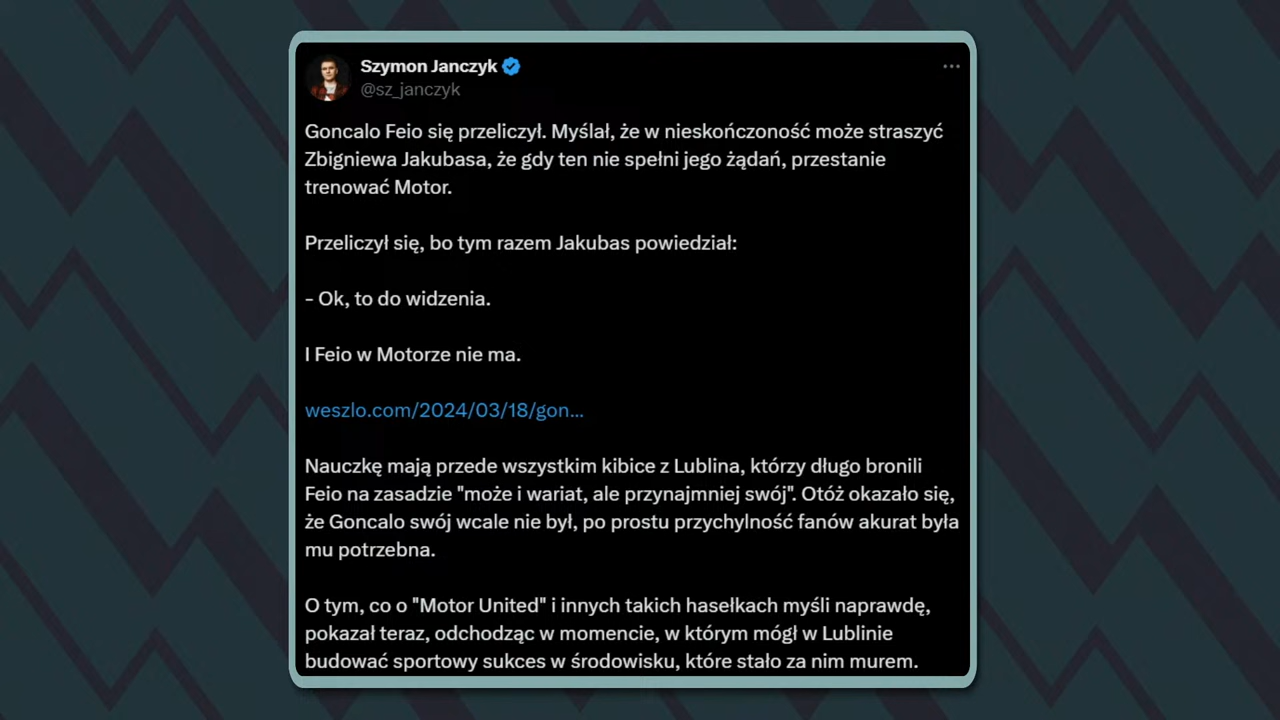 Szymon Janczyk
@sz_janczyk
Goncalo Feio się przeliczył. Myślał, że w nieskończoność może straszyć
Zbigniewa Jakubasa, że gdy ten nie spełni jego żądań, przestanie
trenować Motor.
Przeliczył się, bo tym razem Jakubas powiedział:
- Ok, to do widzenia.
I Feio w Motorze nie ma.
weszlo.com/2024/03/18/gon...
Nauczkę mają przede wszystkim kibice z Lublina, którzy długo bronili
Feio na zasadzie "może i wariat, ale przynajmniej swój". Otóż okazało się,
że Goncalo swój wcale nie był, po prostu przychylność fanów akurat była
mu potrzebna.
O tym, co o "Motor United" i innych takich hasełkach myśli naprawdę,
pokazał teraz, odchodząc w momencie, w którym mógł w Lublinie
budować sportowy sukces w środowisku, które stało za nim murem.